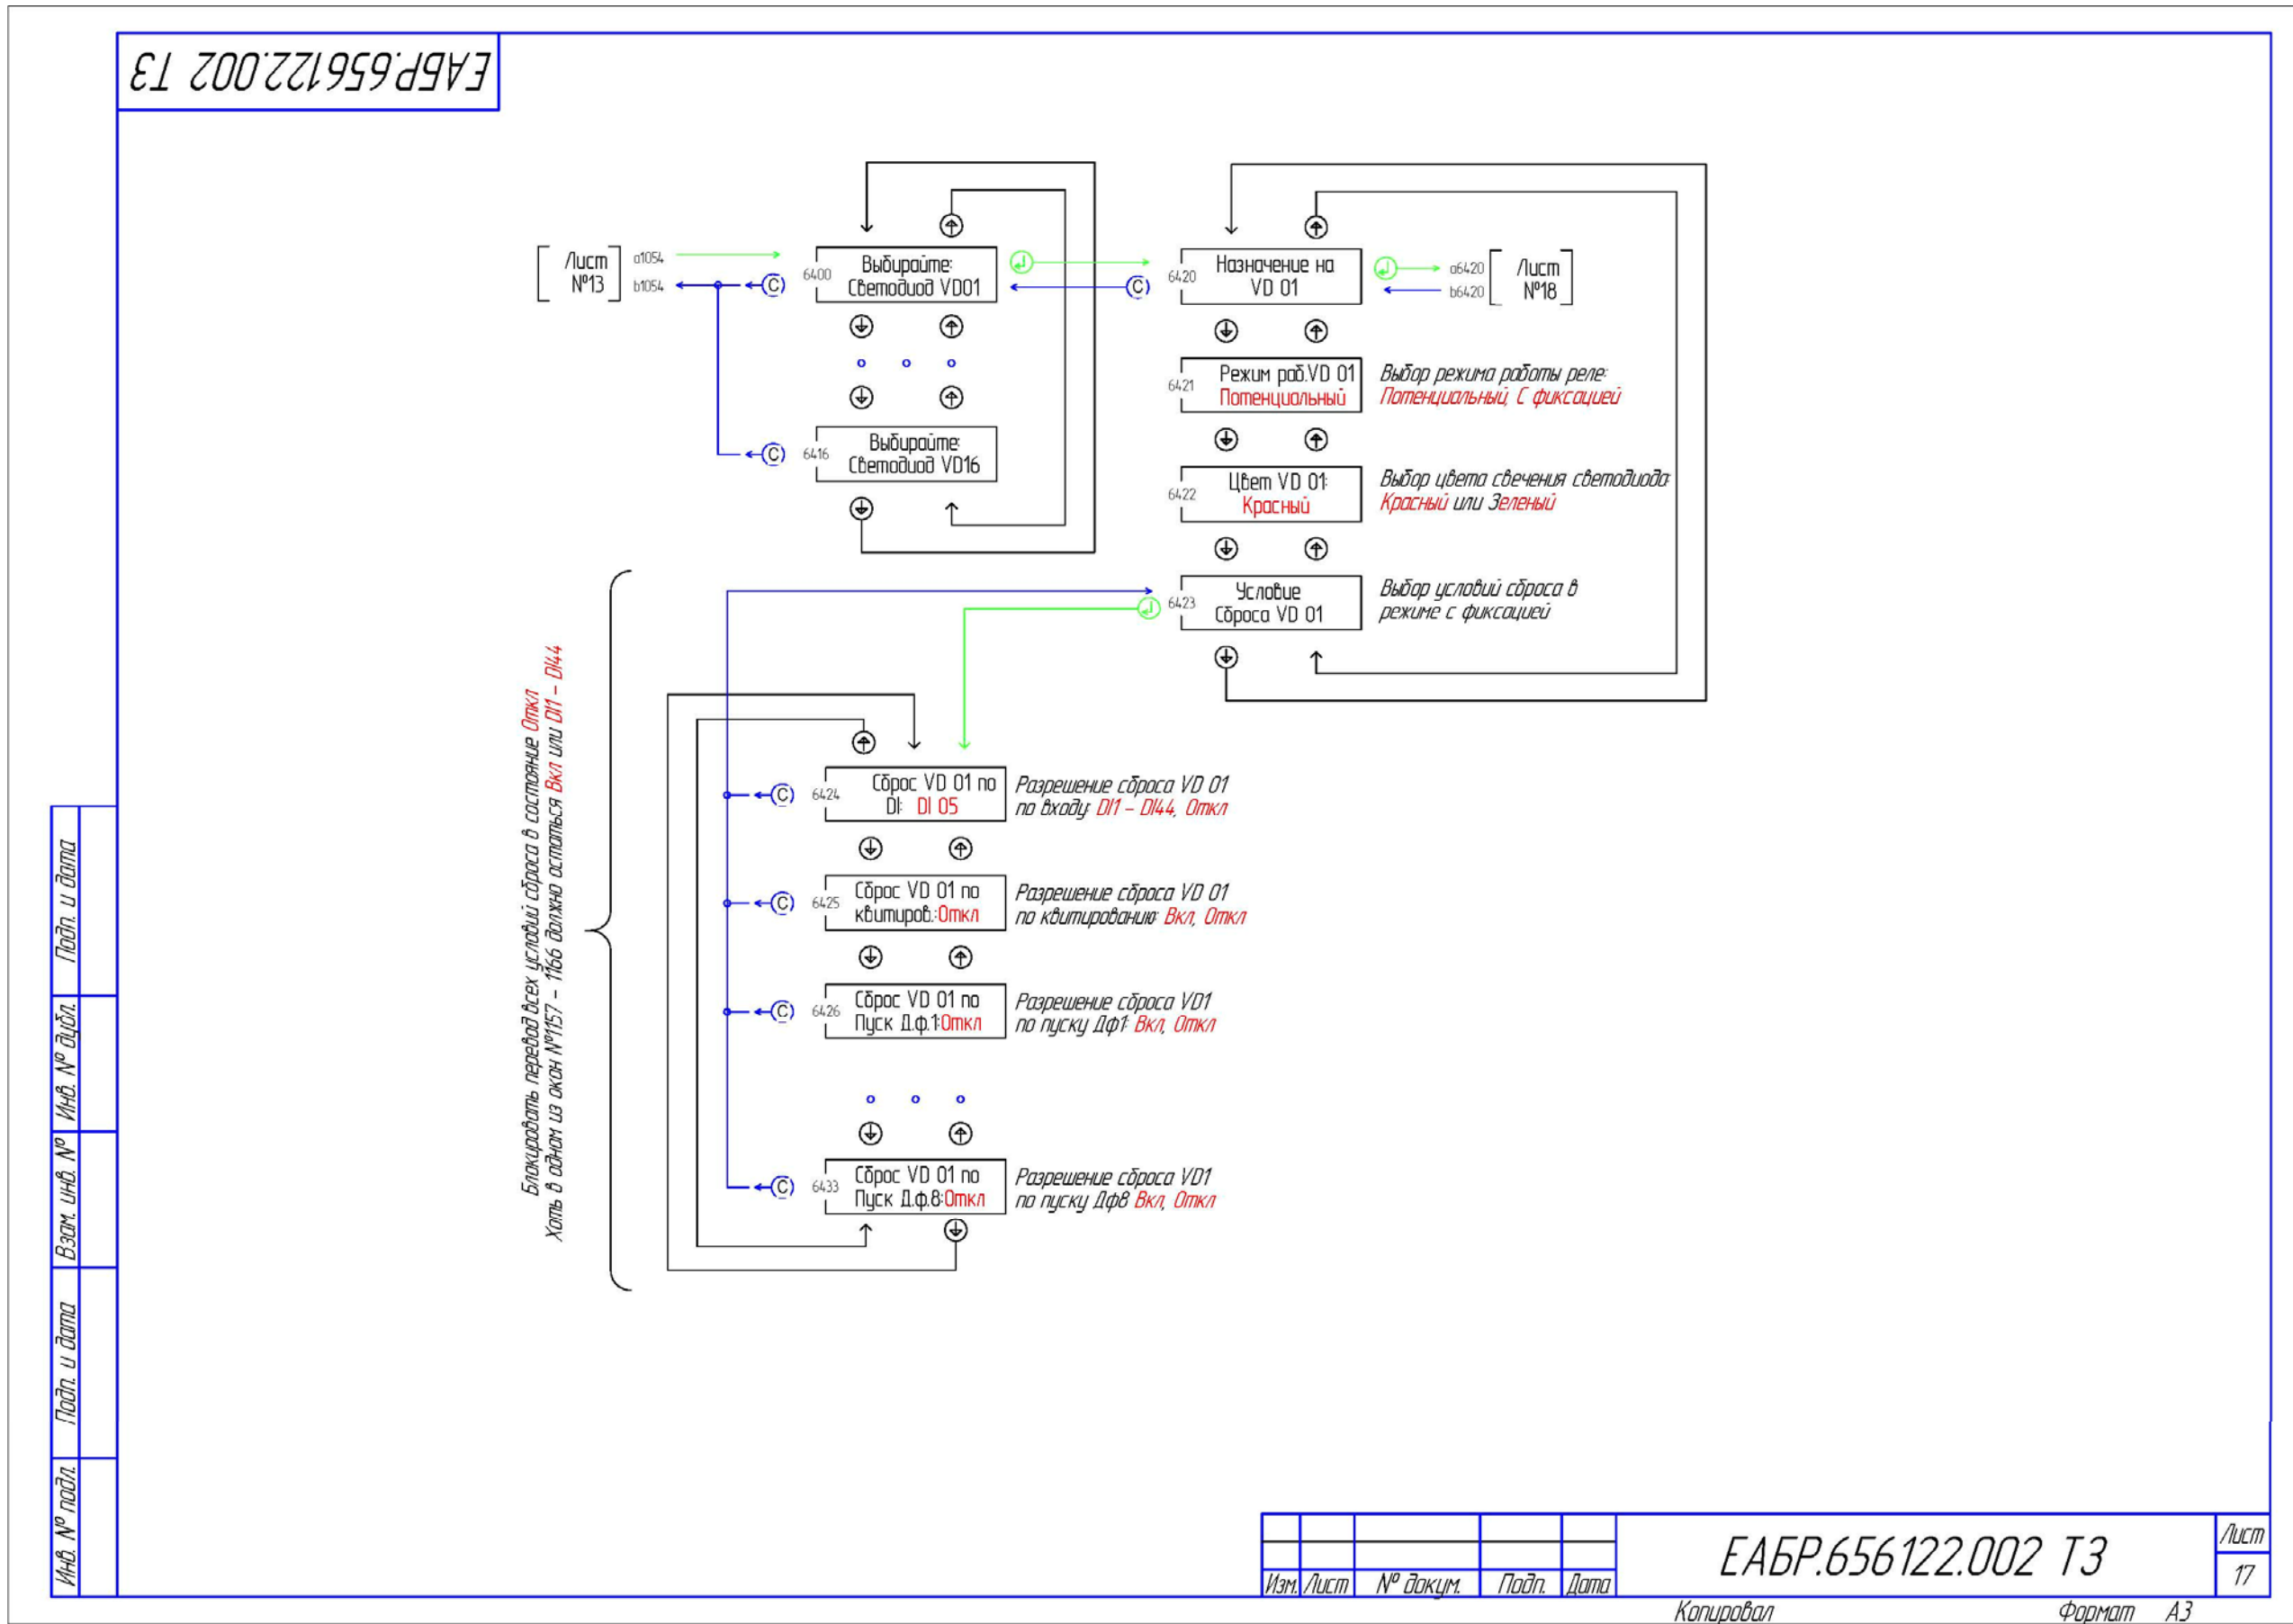 ЕАБР.656122.002 ТЗ
Лист
№13
a1054
b1054
С
6400
Выбирайте:
Светодиод VD01
6416
Выбирайте:
Светодиод VD16
С
С
6420
Назначение на
VD 01
a6420
b6420
Лист
№18
6421
Режим раб.VD 01
Потенциальный
Выбор режима работы реле:
Потенциальный, С фиксацией
6422
Цвет VD 01:
Красный
Выбор цвета свечения светодиода:
Красный или Зеленый
6423
Условие
Сброса VD 01
Выбор условий сброса в
режиме с фиксацией
Блокировать перевод всех условий сброса в состояние Откл
Хоть в одном из окон №1157 – 1166 должно остаться Вкл или DI1 – DI44
С
6424
Сброс VD 01 по
DI: DI 05
Разрешение сброса VD 01
по входу: DI1 – DI44, Откл
С
6425
Сброс VD 01 по
квитиров.:Откл
Разрешение сброса VD 01
по квитированию: Вкл, Откл
С
6426
Сброс VD 01 по
Пуск Д.ф.1:Откл
Разрешение сброса VD1
по пуску Дф1: Вкл, Откл
С
6433
Сброс VD 01 по
Пуск Д.ф.8:Откл
Разрешение сброса VD1
по пуску Дф8 Вкл, Откл
Подп. и дата
Инв. № дубл.
Взам. инв. №
Подп. и дата
Инв. № подл.
Изм. Лист № докум. Подп. Дата
ЕАБР.656122.002 ТЗ
Лист
17
Копировал
Формат А3